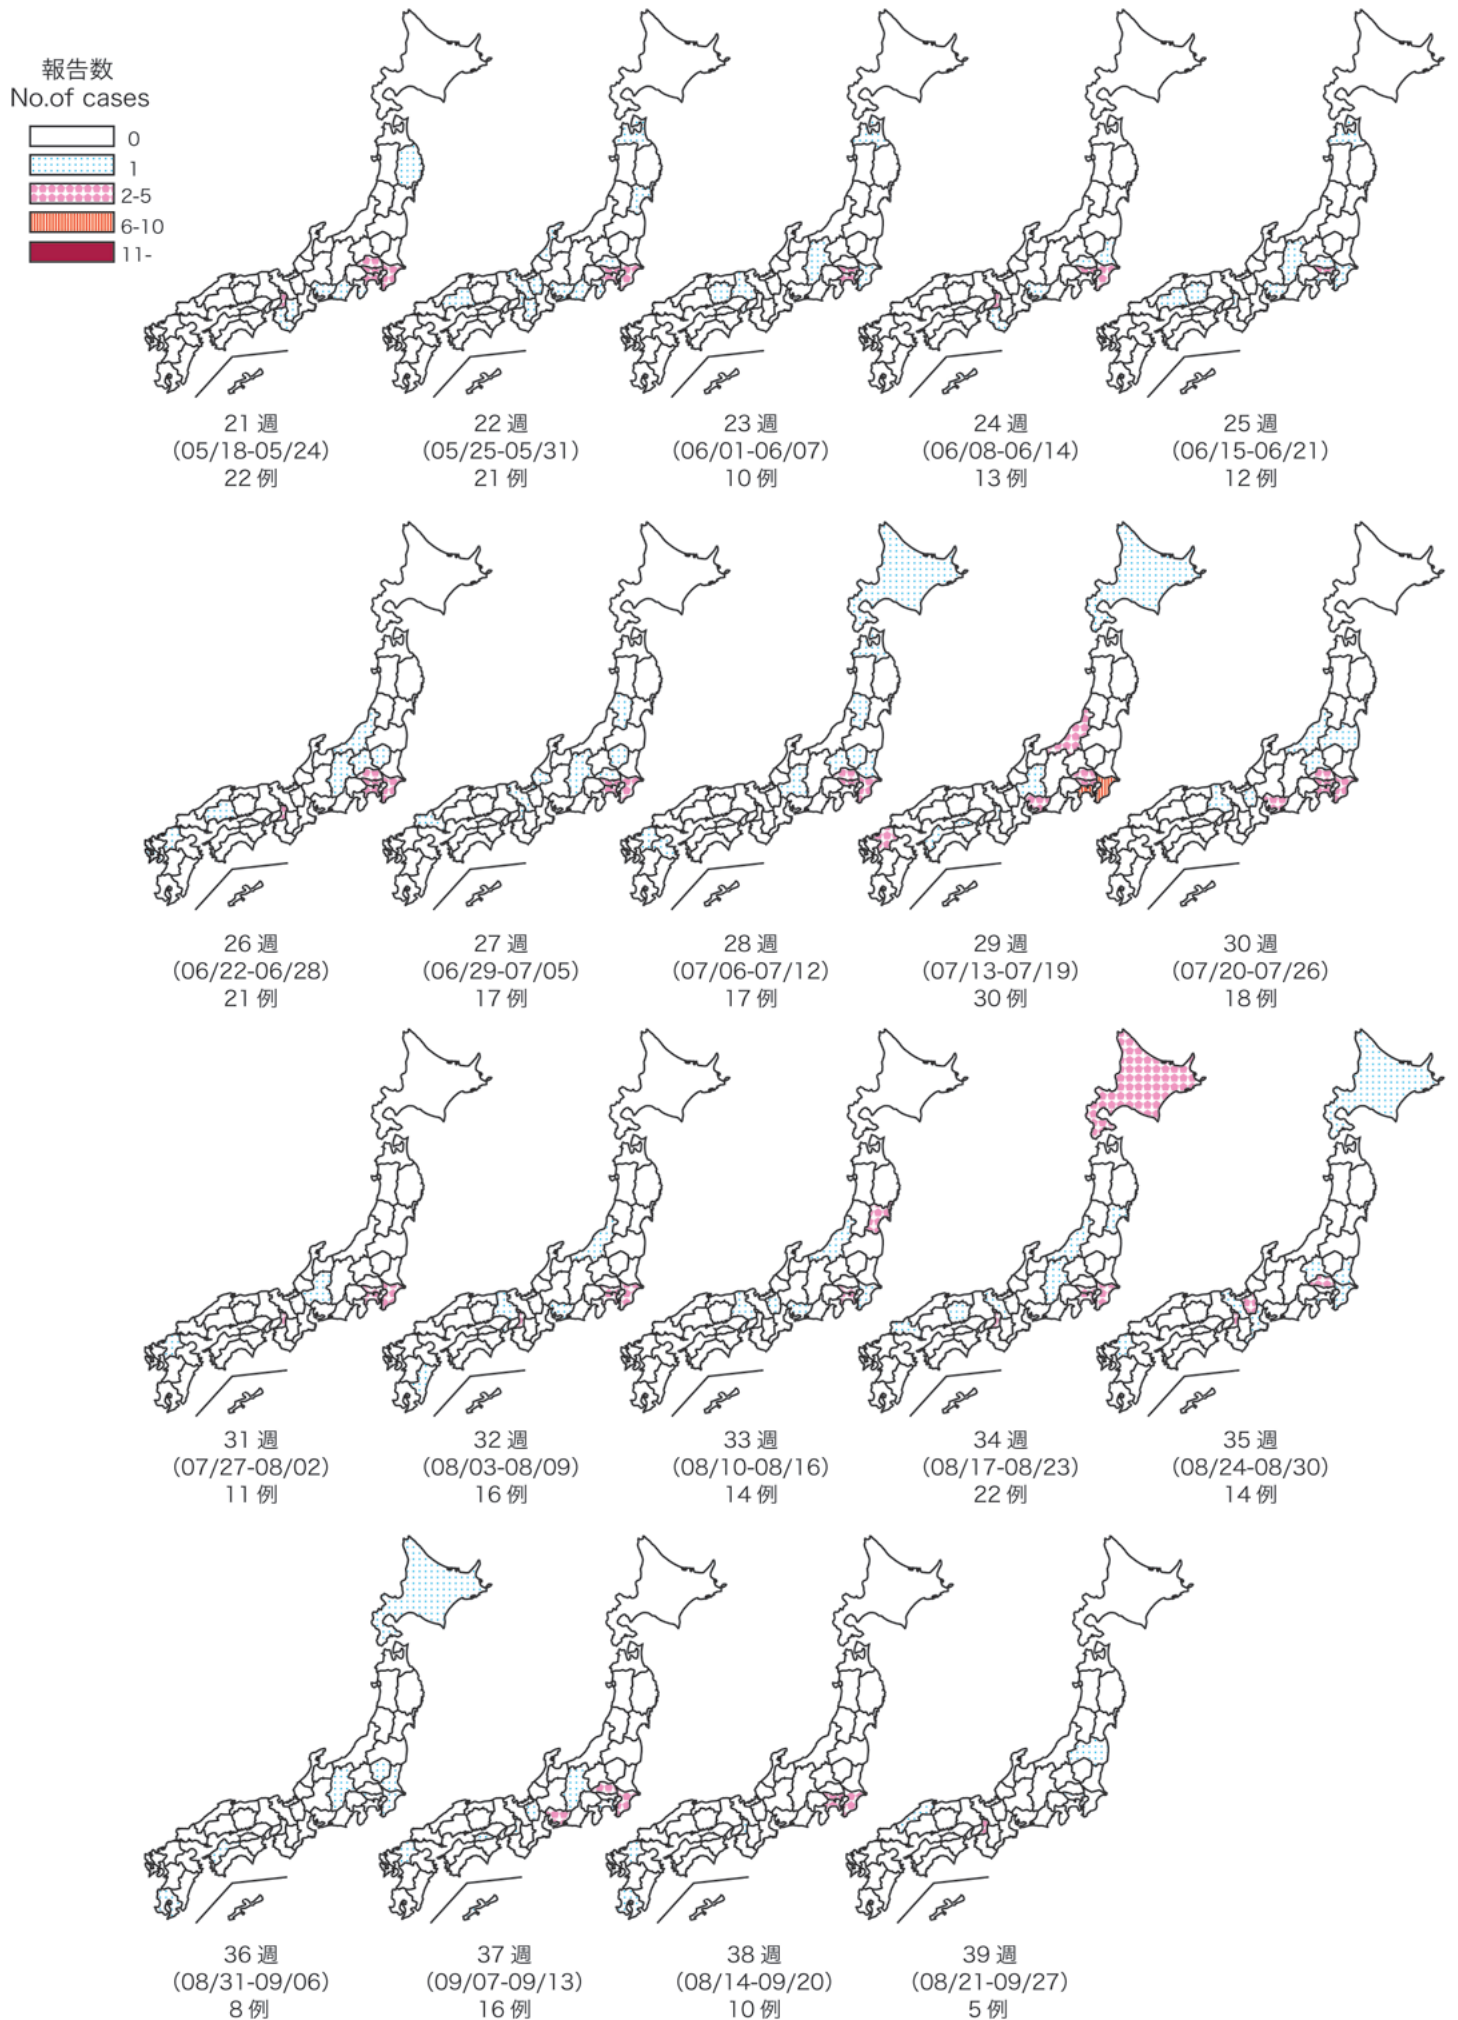 報告数
No.of cases
0
1
2-5
6-10
11-
21 週
(05/18-05/24)
22 例
22 週
(05/25-05/31)
21 例
23 週
(06/01-06/07)
10 例
24 週
(06/08-06/14)
13 例
25 週
(06/15-06/21)
12 例
26 週
(06/22-06/28)
21 例
27 週
(06/29-07/05)
17 例
28 週
(07/06-07/12)
17 例
29 週
(07/13-07/19)
30 例
30 週
(07/20-07/26)
18 例
31 週
(07/27-08/02)
11 例
32 週
(08/03-08/09)
16 例
33 週
(08/10-08/16)
14 例
34 週
(08/17-08/23)
22 例
35 週
(08/24-08/30)
14 例
36 週
(08/31-09/06)
8 例
37 週
(09/07-09/13)
16 例
38 週
(08/14-09/20)
10 例
39 週
(08/21-09/27)
5 例